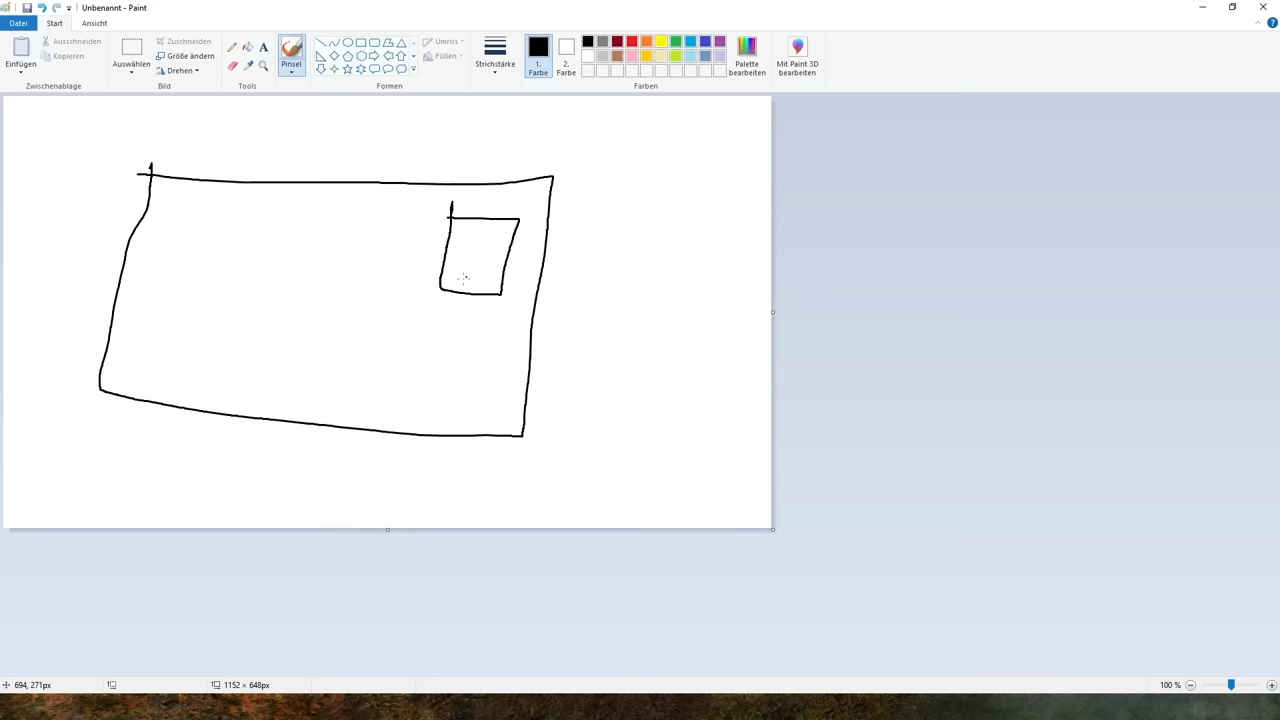 Unbenannt - Paint
Datei Start Ansicht
Einfügen
Ausschneiden
Kopieren
Zwischenablage
Auswählen
Zuschneiden
Größe ändern
Drehen
Bild
A
Tools
Pinsel
Umriss
Füllen
Formen
Strichstärke
1. Farbe
2. Farbe
Palette bearbeiten
Farben
Mit Paint 3D bearbeiten
694, 271px
1152 × 648px
100 %